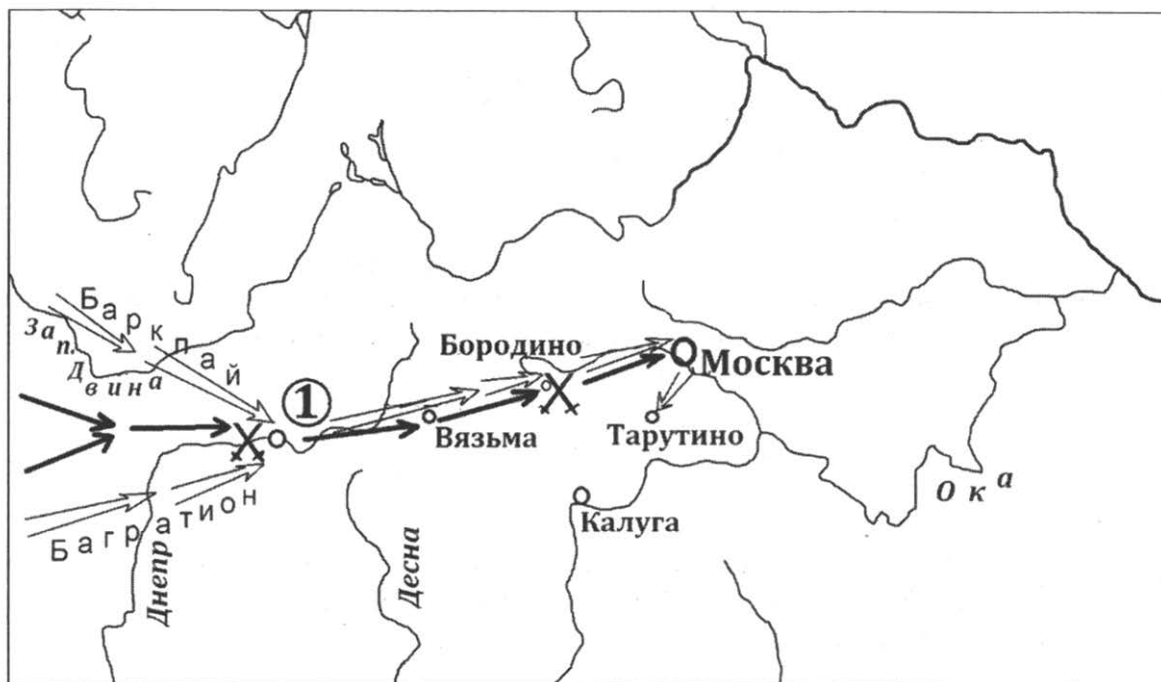 Барклай
Зап.
Двина
1
Бородино
Москва
Вязьма
Тарутино
Калуга
Ока
Багратион
Днепр
Десна